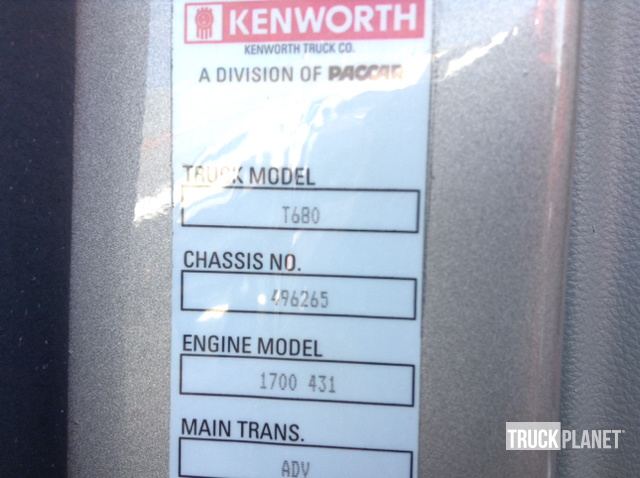 KENWORTH
KENWORTH TRUCK CO.
A DIVISION OF PACCAR
TRUCK MODEL
T680
CHASSIS NO.
496265
ENGINE MODEL
1700 431
MAIN TRANS.
ADV
TRUCKPLANET